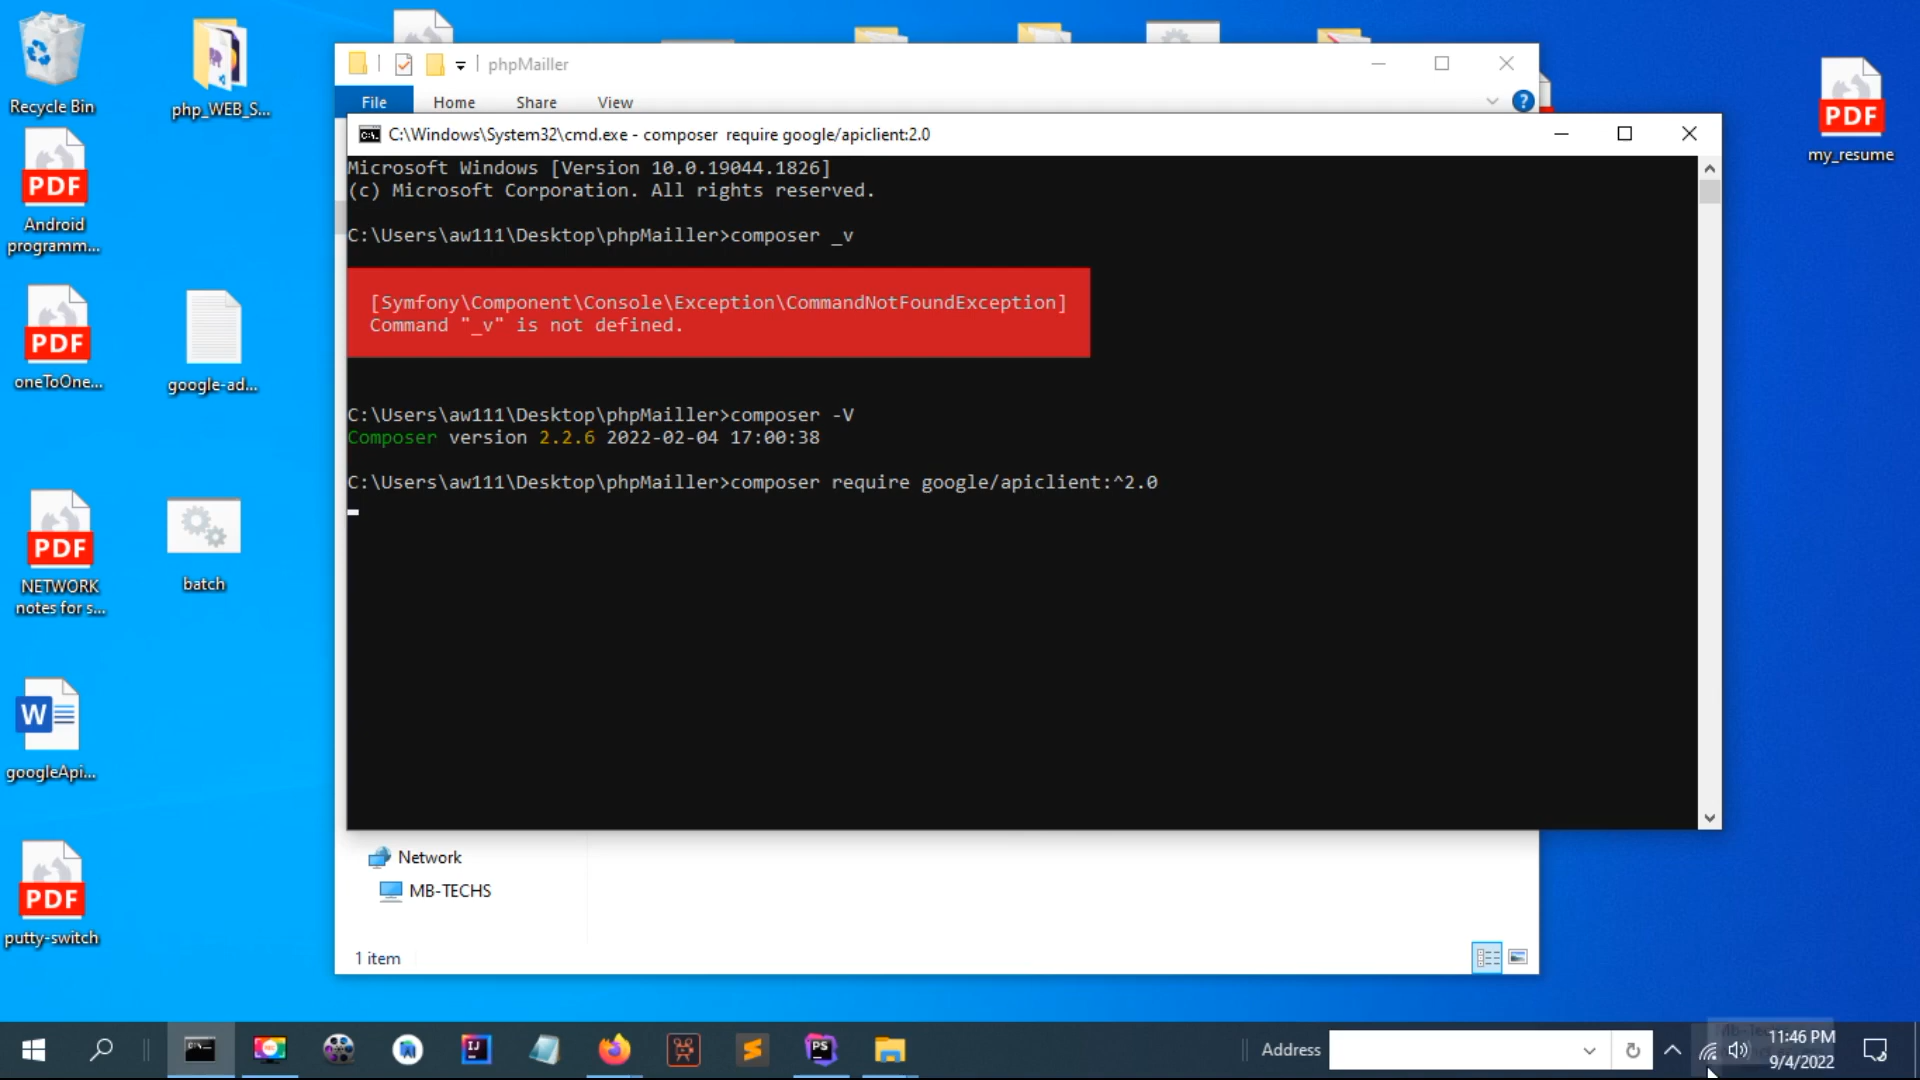 Recycle Bin
php_WEB_S...
Android
programm...
PDF
oneToOne...
PDF
google-ad...
PDF
NETWORK
notes for s...
PDF
batch
W
googleApi...
PDF
putty-switch
PDF
my_resume
phpMailler
File Home Share View
?
C:\Windows\System32\cmd.exe - composer require google/apiclient:2.0
Microsoft Windows [Version 10.0.19044.1826]
(c) Microsoft Corporation. All rights reserved.
C:\Users\aw111\Desktop\phpMailler>composer _v
[Symfony\Component\Console\Exception\CommandNotFoundException]
Command "_v" is not defined.
C:\Users\aw111\Desktop\phpMailler>composer -V
Composer version 2.2.6 2022-02-04 17:00:38
C:\Users\aw111\Desktop\phpMailler>composer require google/apiclient:^2.0
Network
MB-TECHS
1 item
IJ
PS
Address
11:46 PM
9/4/2022